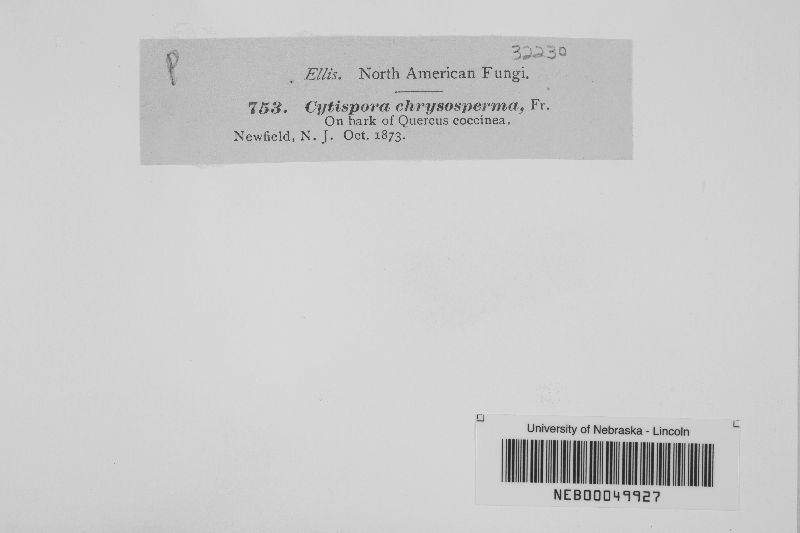 P
32230
Ellis. North American Fungi.
753. Cytispora chrysosperma, Fr.
On bark of Quercus coccinea.
Newfield, N. J. Oct. 1873.
University of Nebraska - Lincoln
NEB00049927